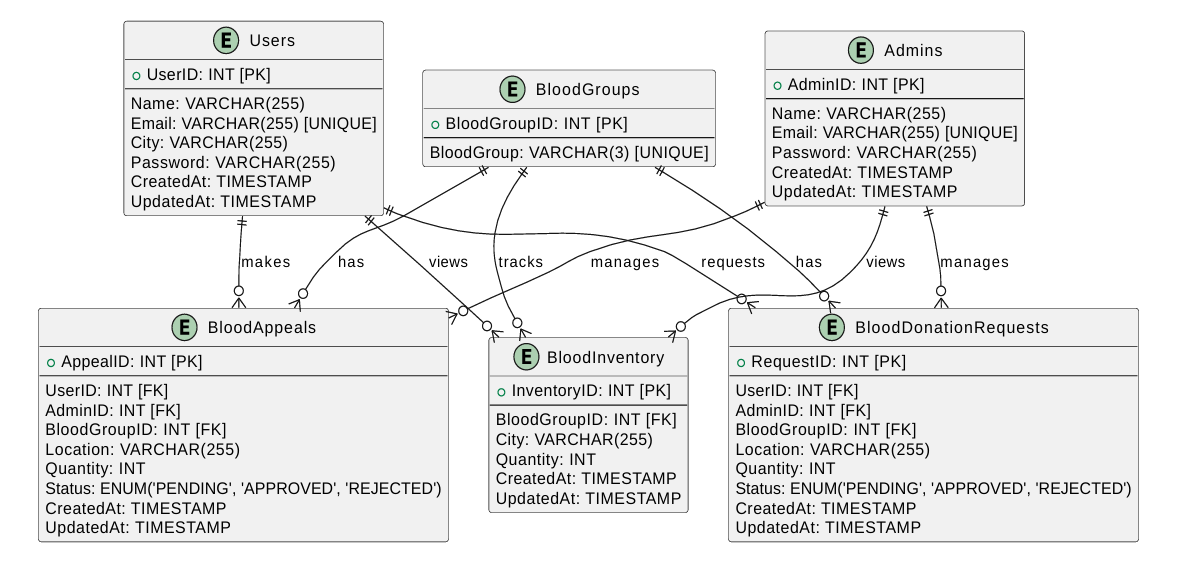 E Users
UserID: INT [PK]
Name: VARCHAR(255)
Email: VARCHAR(255) [UNIQUE]
City: VARCHAR(255)
Password: VARCHAR(255)
CreatedAt: TIMESTAMP
UpdatedAt: TIMESTAMP
E BloodGroups
BloodGroupID: INT [PK]
BloodGroup: VARCHAR(3) [UNIQUE]
E Admins
AdminID: INT [PK]
Name: VARCHAR(255)
Email: VARCHAR(255) [UNIQUE]
Password: VARCHAR(255)
CreatedAt: TIMESTAMP
UpdatedAt: TIMESTAMP
makes
has
views
tracks
manages
requests
has
views
manages
E BloodAppeals
AppealID: INT [PK]
UserID: INT [FK]
AdminID: INT [FK]
BloodGroupID: INT [FK]
Location: VARCHAR(255)
Quantity: INT
Status: ENUM('PENDING', 'APPROVED', 'REJECTED')
CreatedAt: TIMESTAMP
UpdatedAt: TIMESTAMP
E BloodInventory
InventoryID: INT [PK]
BloodGroupID: INT [FK]
City: VARCHAR(255)
Quantity: INT
CreatedAt: TIMESTAMP
UpdatedAt: TIMESTAMP
E BloodDonationRequests
RequestID: INT [PK]
UserID: INT [FK]
AdminID: INT [FK]
BloodGroupID: INT [FK]
Location: VARCHAR(255)
Quantity: INT
Status: ENUM('PENDING', 'APPROVED', 'REJECTED')
CreatedAt: TIMESTAMP
UpdatedAt: TIMESTAMP